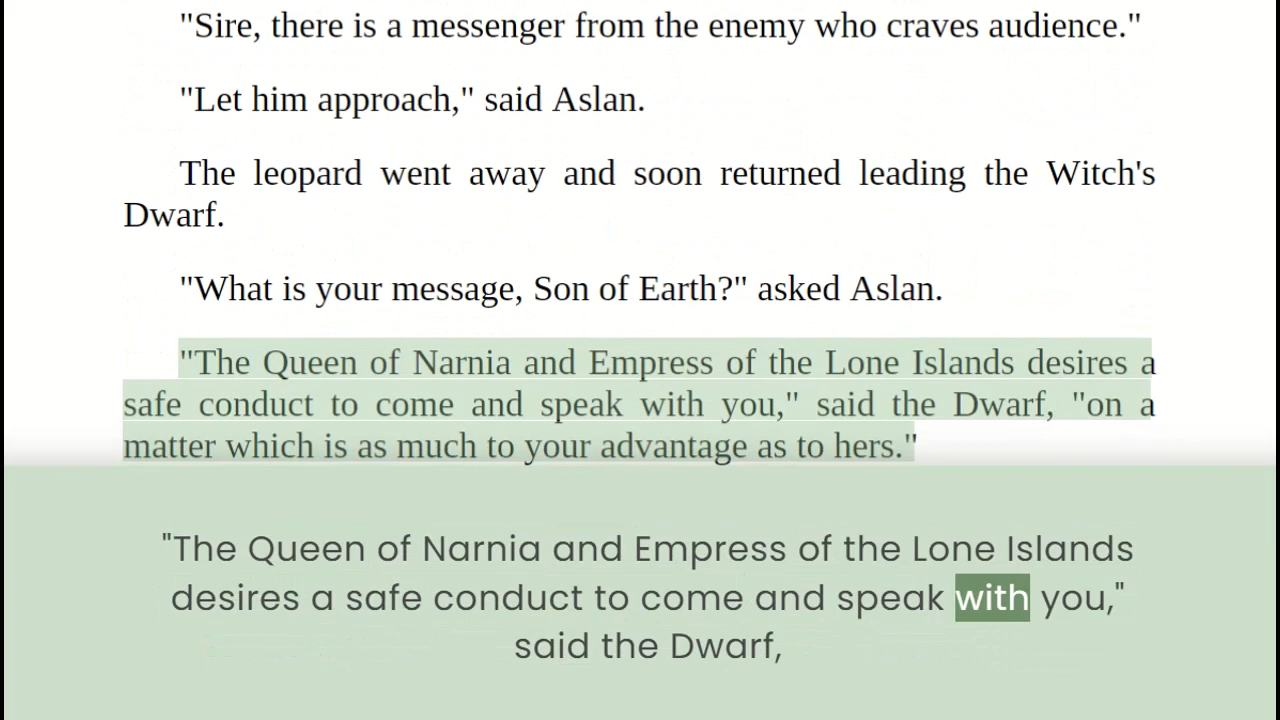 "Sire, there is a messenger from the enemy who craves audience."
"Let him approach," said Aslan.
The leopard went away and soon returned leading the Witch's
Dwarf.
"What is your message, Son of Earth?" asked Aslan.
"The Queen of Narnia and Empress of the Lone Islands desires a
safe conduct to come and speak with you," said the Dwarf, "on a
matter which is as much to your advantage as to hers."
"The Queen of Narnia and Empress of the Lone Islands
desires a safe conduct to come and speak with you,"
said the Dwarf,